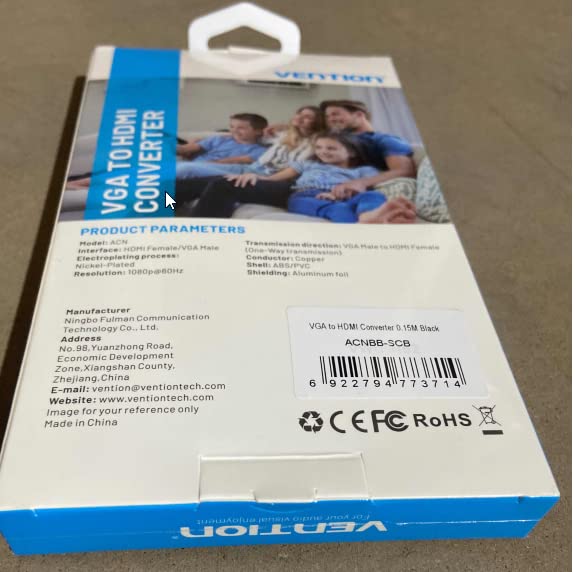 VENTION
VGA TO HDMI
CONVERTER
PRODUCT PARAMETERS
Model: ACN
Interface: HDMI Female/VGA Male
Electroplating process:
Nickel-Plated
Resolution: 1080p@60Hz
Transmission direction: VGA Male to HDMI Female
(One-Way transmission)
Conductor: Copper
Shell: ABS/PVC
Shielding: Aluminum foil
Manufacturer
Ningbo Fulman Communication
Technology Co., Ltd.
Address
No.98,Yuanzhong Road,
Economic Development
Zone,Xiangshan County.
Zhejiang,China
E-mail: vention@ventiontech.com
Website: www.ventiontech.com
Image for your reference only
Made in China
VGA to HDMI Converter 0.15M Black
ACNBB-SCB
6 922794 773714
CE FC RoHS
For your audio visual enjoyment
VENTION